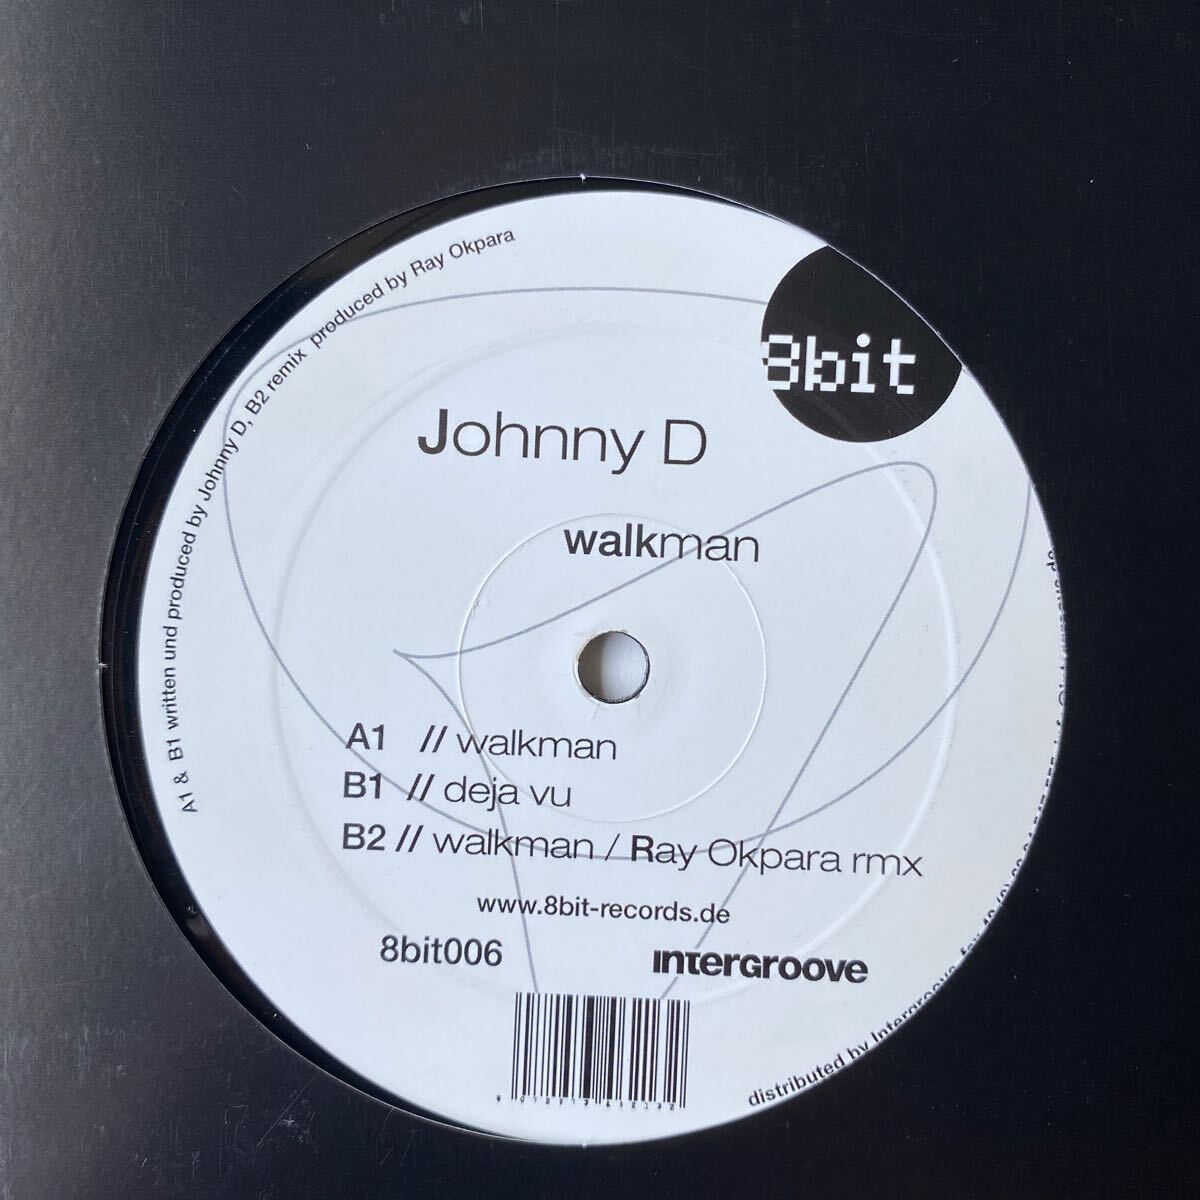 A1 & B1 written und produced by Johnny D, B2 remix produced by Ray Okpara
8bit
Johnny D
walkman
A1 // walkman
B1 // deja vu
B2 // walkman / Ray Okpara rmx
www.8bit-records.de
8bit006
intergroove
distributed by Intergroove,